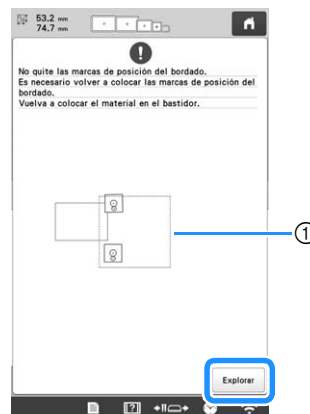 53.2 mm
74.7 mm
No quite las marcas de posición del bordado.
Es necesario volver a colocar las marcas de posición del
bordado.
Vuelva a colocar el material en el bastidor.
①
Explorar